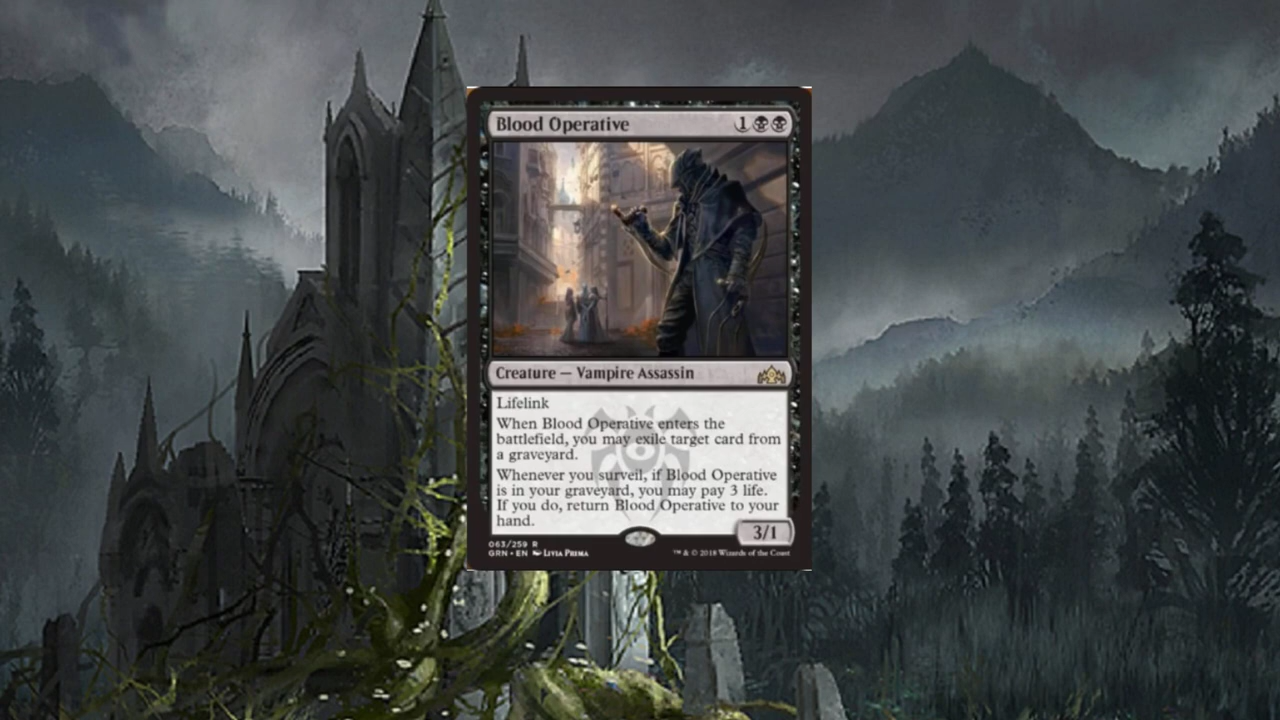 Blood Operative 1
Creature — Vampire Assassin
Lifelink
When Blood Operative enters the
battlefield, you may exile target card from
a graveyard.
Whenever you surveil, if Blood Operative
is in your graveyard, you may pay 3 life.
If you do, return Blood Operative to your
hand.
3/1
063/259 R
GRN • EN Livia Prima
™ & © 2018 Wizards of the Coast